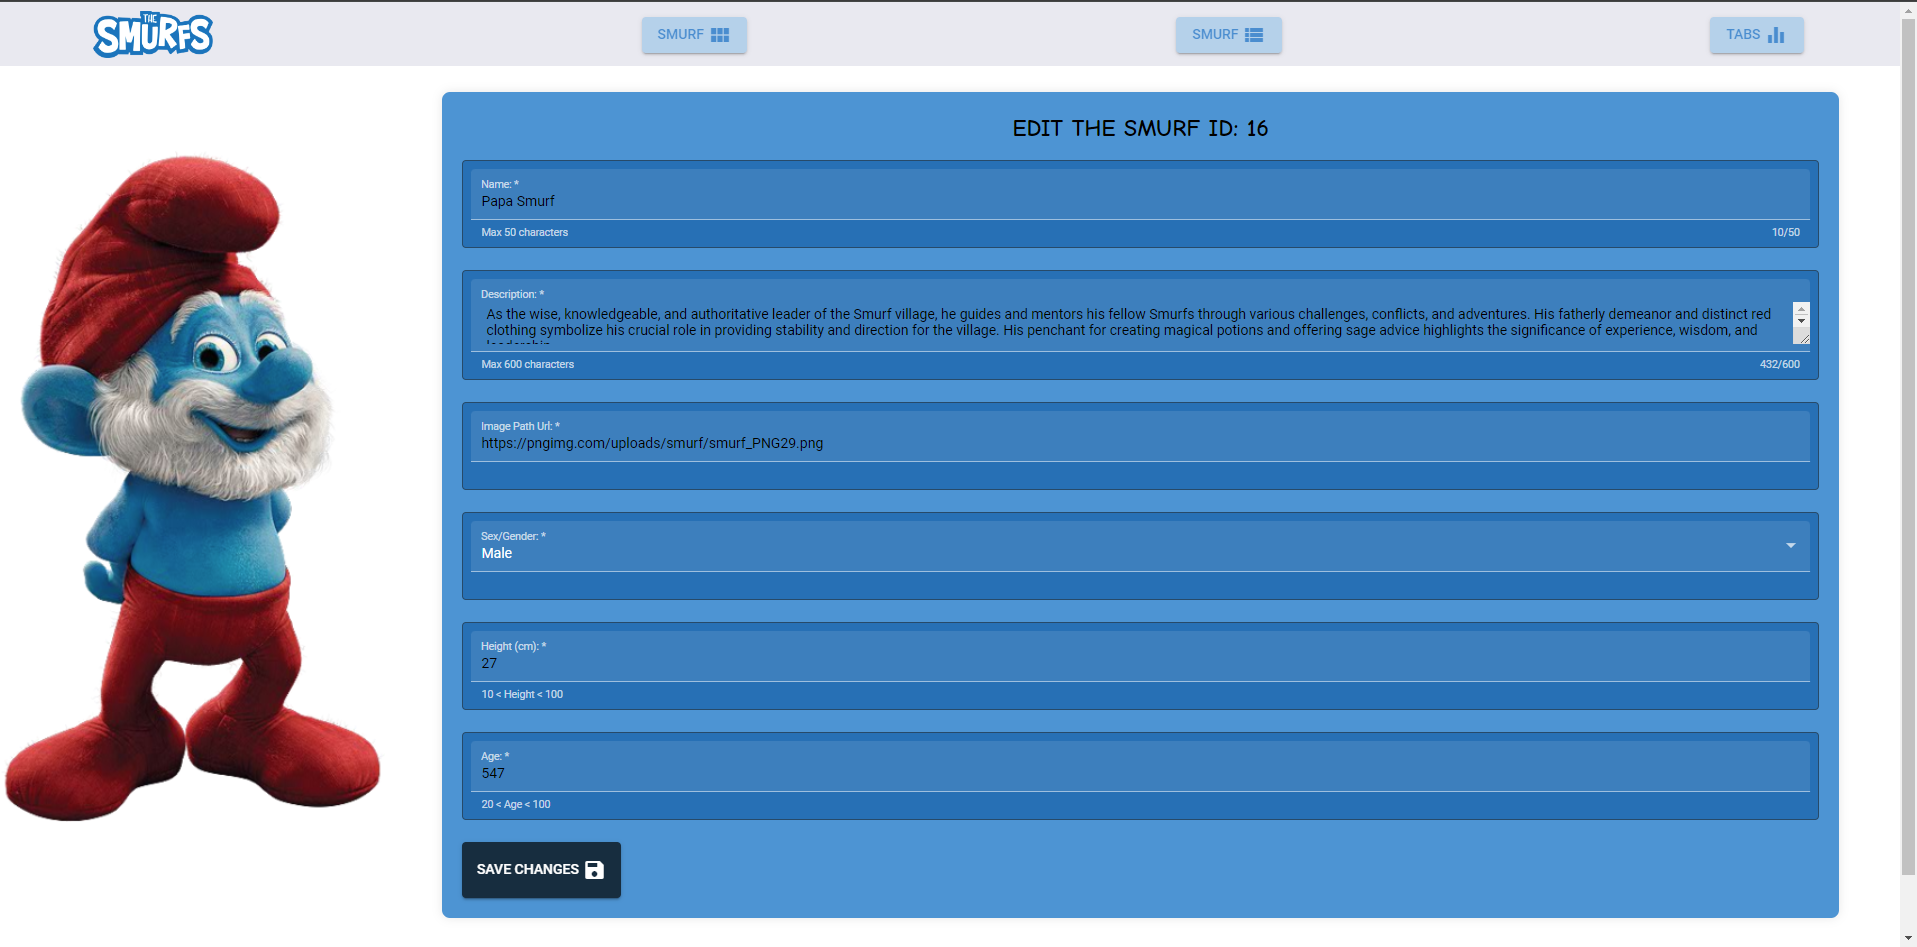 THE
SMURFS
SMURF
SMURF
TABS
EDIT THE SMURF ID: 16
Name: *
Papa Smurf
Max 50 characters
10/50
Description: *
As the wise, knowledgeable, and authoritative leader of the Smurf village, he guides and mentors his fellow Smurfs through various challenges, conflicts, and adventures. His fatherly demeanor and distinct red
clothing symbolize his crucial role in providing stability and direction for the village. His penchant for creating magical potions and offering sage advice highlights the significance of experience, wisdom, and
Max 600 characters
432/600
Image Path Url: *
https://pngimg.com/uploads/smurf/smurf_PNG29.png
Sex/Gender: *
Male
Height (cm): *
27
10 < Height < 100
Age: *
547
20 < Age < 100
SAVE CHANGES